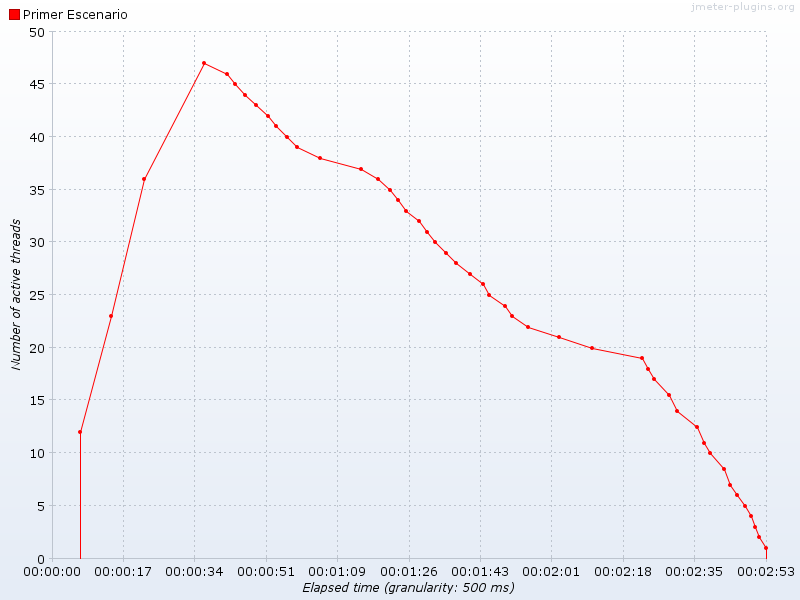 jmeter-plugins.org
Primer Escenario
50
45
40
35
30
25
20
15
10
5
0
Number of active threads
00:00:00 00:00:17 00:00:34 00:00:51 00:01:09 00:01:26 00:01:43 00:02:01 00:02:18 00:02:35 00:02:53
Elapsed time (granularity: 500 ms)